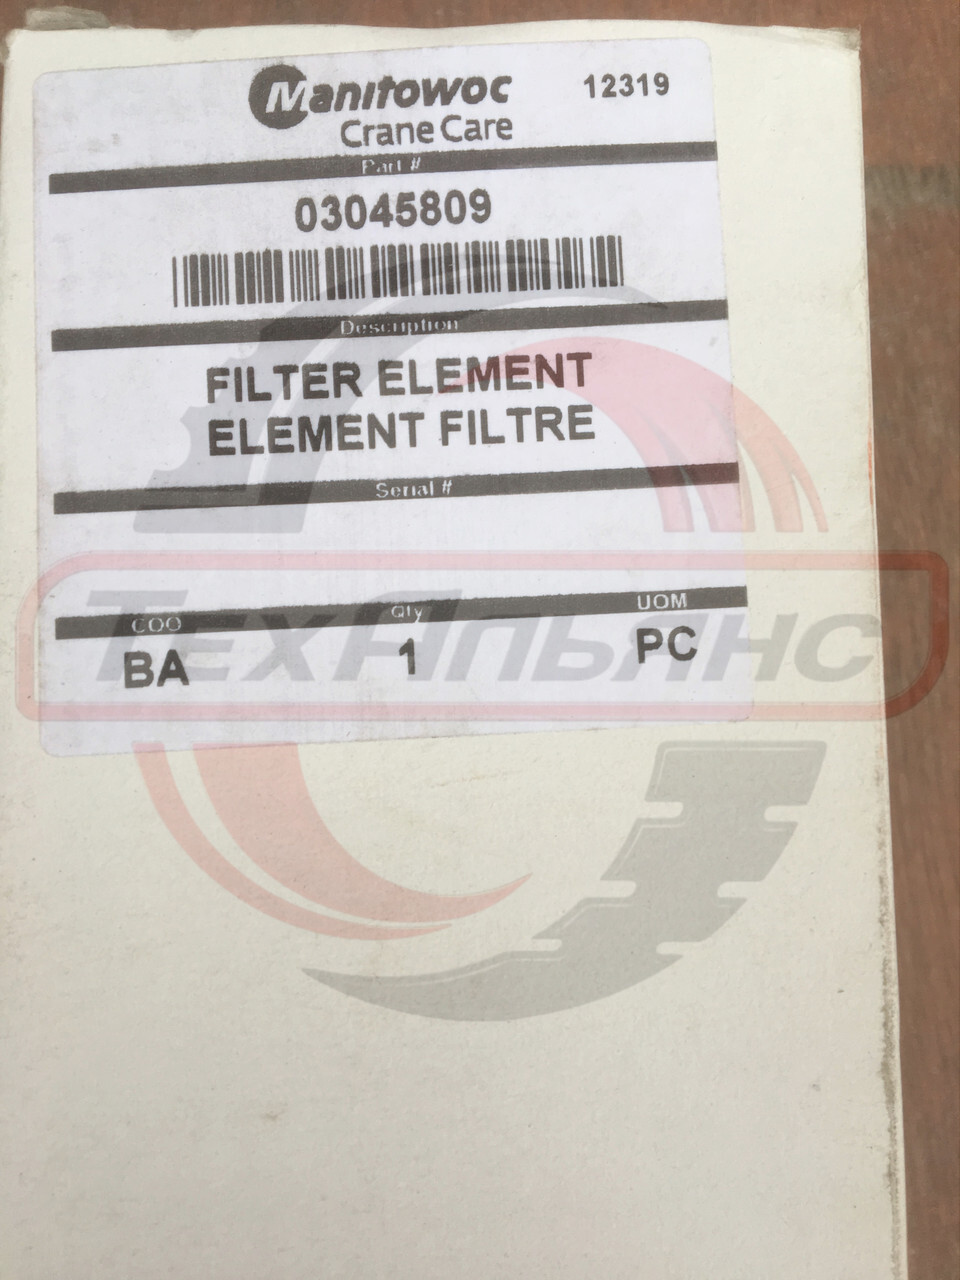 Manitowoc 12319
Crane Care
Part #
03045809
Description
FILTER ELEMENT
ELEMENT FILTRE
Serial #
COO Qty UOM
BA 1 PC
ТехАльянс